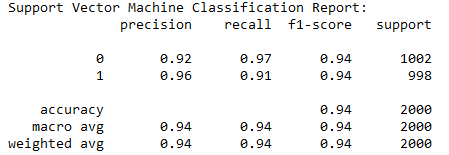 Support Vector Machine Classification Report:
precision recall f1-score support
0 0.92 0.97 0.94 1002
1 0.96 0.91 0.94 998
accuracy 0.94 2000
macro avg 0.94 0.94 0.94 2000
weighted avg 0.94 0.94 0.94 2000